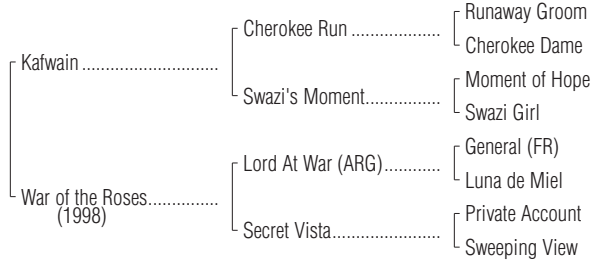 Runaway Groom
Cherokee Run ..................
Cherokee Dame
Kafwain ............................
Moment of Hope
Swazi's Moment................
Swazi Girl
General (FR)
Lord At War (ARG)............
Luna de Miel
War of the Roses...............
(1998)
Private Account
Secret Vista.......................
Sweeping View